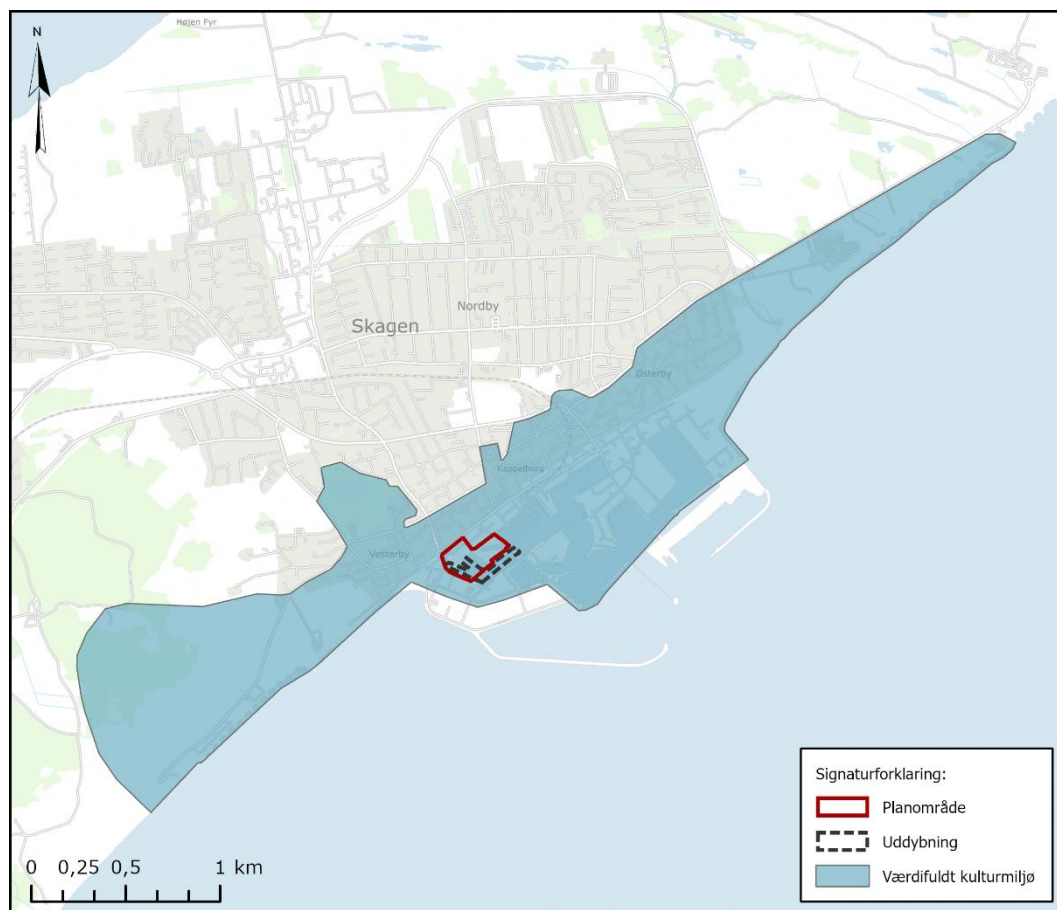 Højen Fyr
N
Nordby
Skagen
Østerby
Kappelborg
Vesterby
Signaturforklaring:
Planområde
Uddybning
Værdifuldt kulturmiljø
0 0,25 0,5 1 km